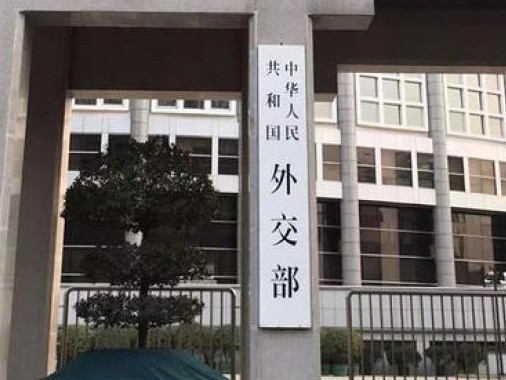 中华人民
共和国
外交部